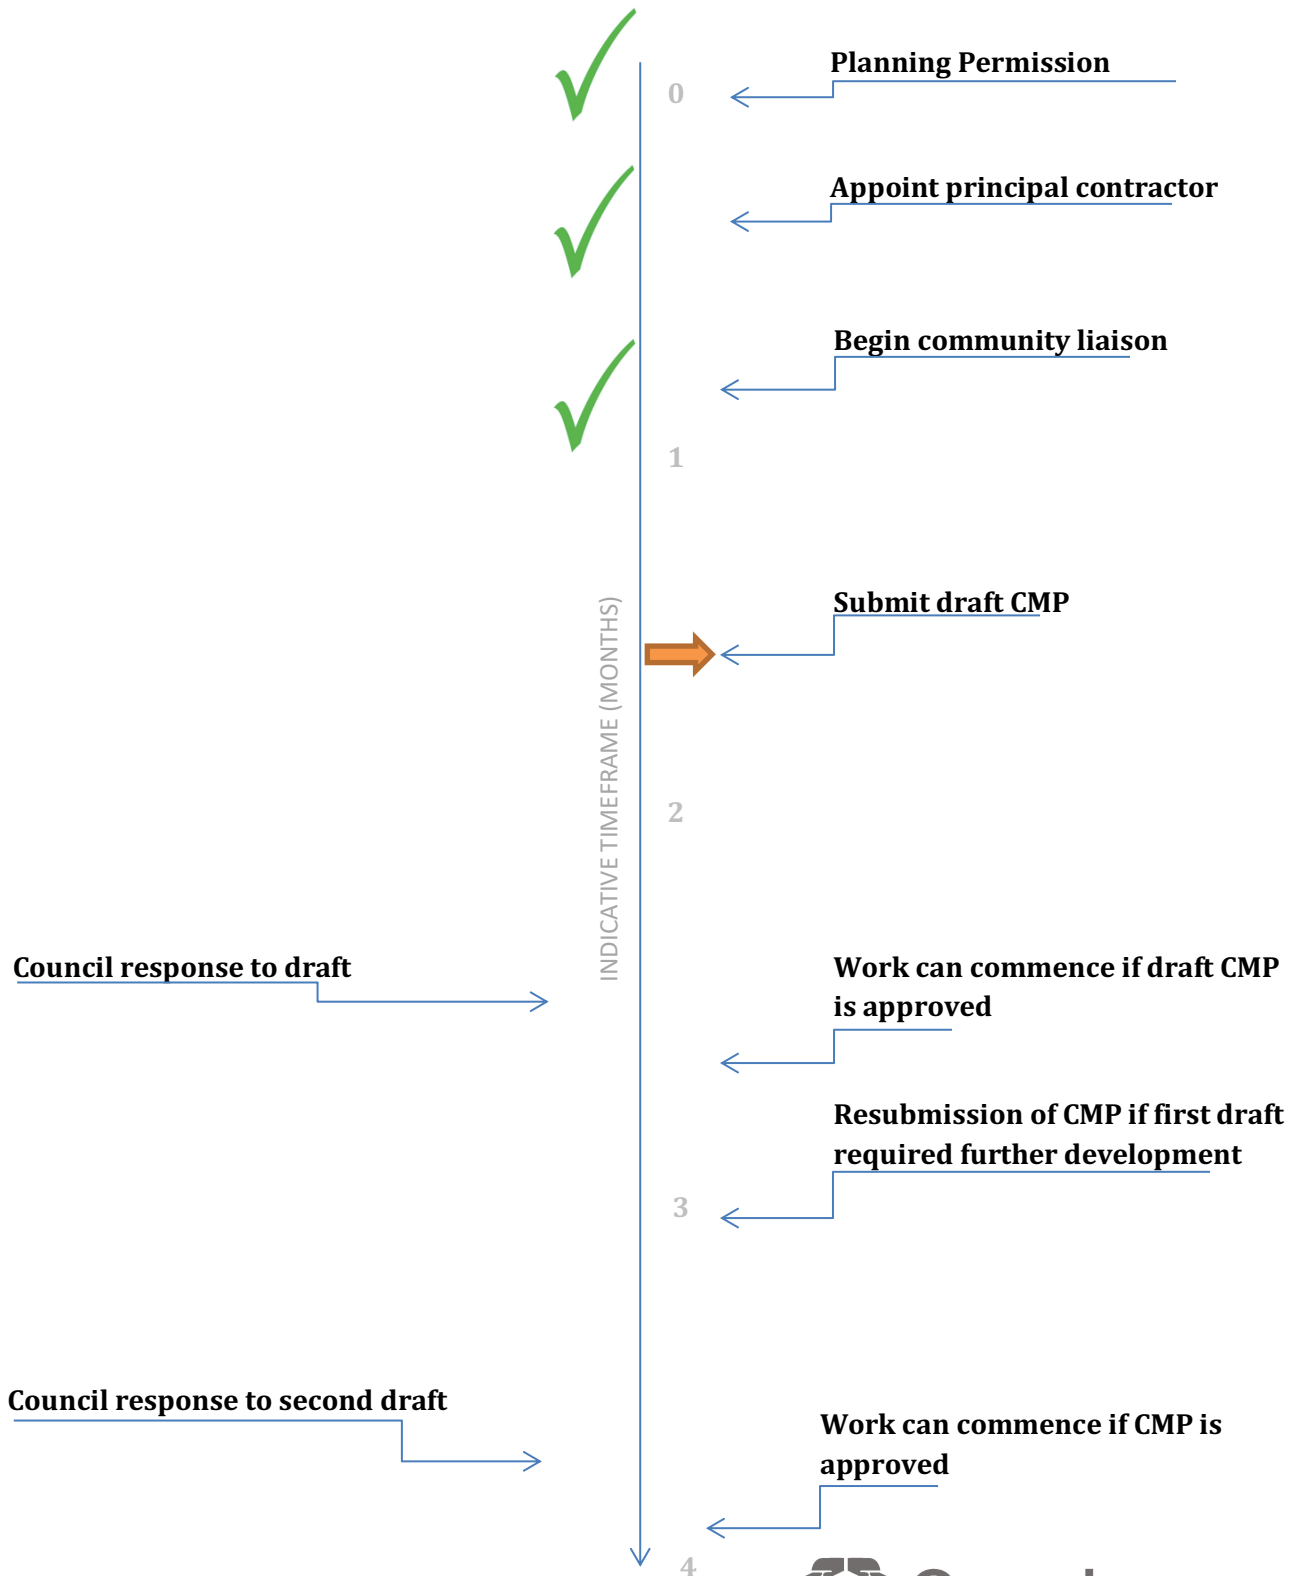 Planning Permission
0
Appoint principal contractor
Begin community liaison
1
Submit draft CMP
INDICATIVE TIMEFRAME (MONTHS)
2
Council response to draft
Work can commence if draft CMP
is approved
Resubmission of CMP if first draft
required further development
3
Council response to second draft
Work can commence if CMP is
approved
4